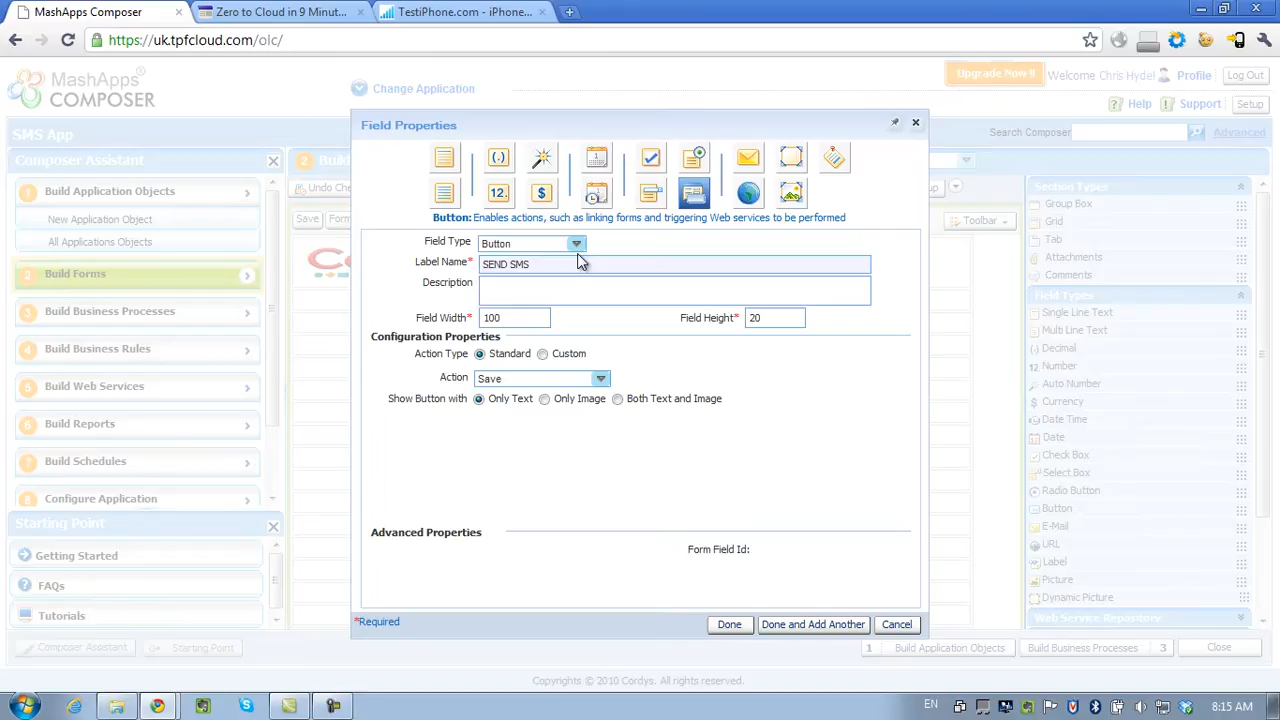 MashApps Composer
Zero to Cloud in 9 Minut...
TestiPhone.com - iPhone...
https://uk.tpfcloud.com/olc/
MashApps®
COMPOSER
Change Application
Upgrade Now !!
Welcome Chris Hydel
Profile
Log Out
Help
Support
Setup
SMS App
Search Composer
Advanced
Composer Assistant
1 Build Application Objects
New Application Object
All Applications Objects
2 Build Forms
3 Build Business Processes
4 Build Business Rules
5 Build Web Services
6 Build Reports
7 Build Schedules
8 Configure Application
Starting Point
Getting Started
FAQs
Tutorials
2 Buil
Undo Che
Save
Form
Toolbar
Field Properties
Button: Enables actions, such as linking forms and triggering Web services to be performed
Field Type Button
Label Name* SEND SMS
Description
Field Width* 100 Field Height* 20
Configuration Properties
Action Type Standard Custom
Action Save
Show Button with Only Text Only Image Both Text and Image
Advanced Properties
Form Field Id:
*Required
Done
Done and Add Another
Cancel
Section Types
Group Box
Grid
Tab
Attachments
Comments
Field Types
Single Line Text
Multi Line Text
Decimal
Number
Auto Number
Currency
Date Time
Date
Check Box
Select Box
Radio Button
Button
E-Mail
URL
Label
Picture
Dynamic Picture
Web Service Repository
Composer Assistant
Starting Point
1 Build Application Objects
Build Business Processes 3
Close
Copyrights © 2010 Cordys. All rights reserved.
EN
8:15 AM